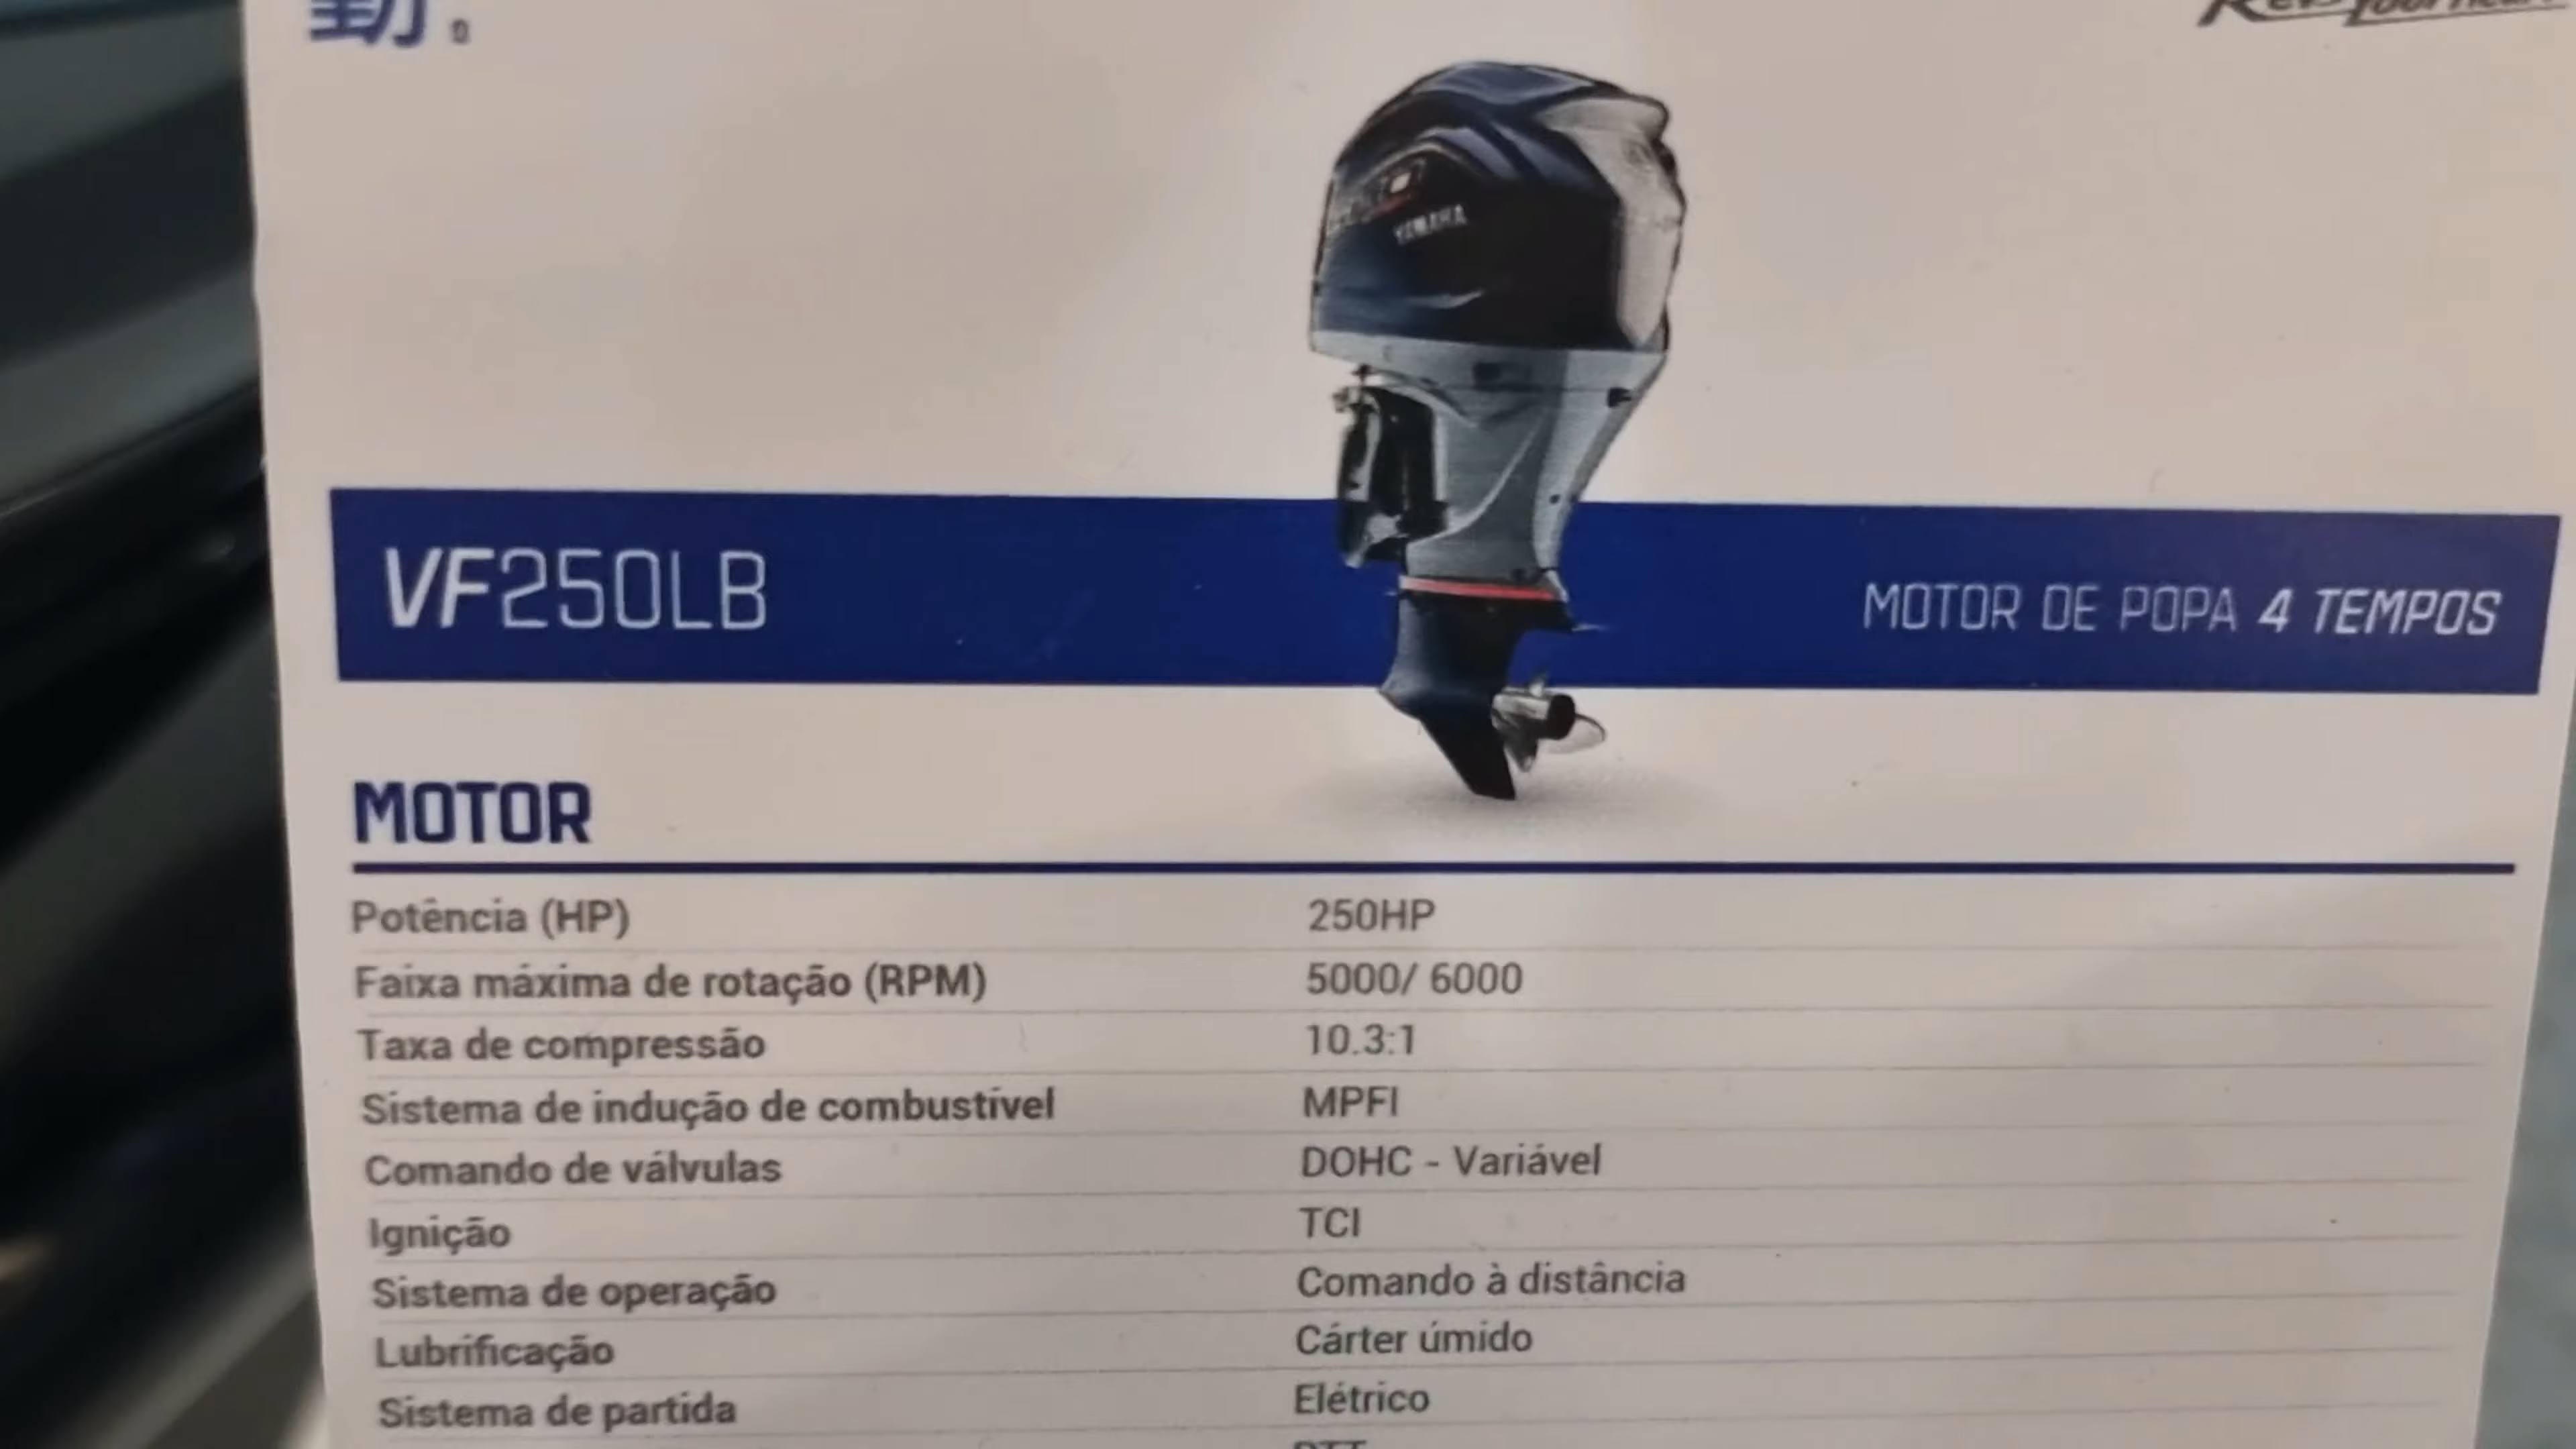 動。
YAMAHA
VF250LB
MOTOR DE POPA 4 TEMPOS
MOTOR
Potência (HP) 250HP
Faixa máxima de rotação (RPM) 5000/ 6000
Taxa de compressão 10.3:1
Sistema de indução de combustível MPFI
Comando de válvulas DOHC - Variável
Ignição TCI
Sistema de operação Comando à distância
Lubrificação Cárter úmido
Sistema de partida Elétrico